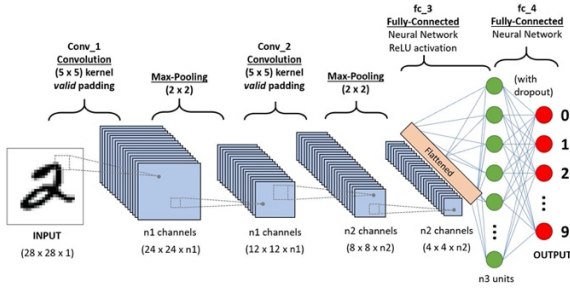 fc_3
Fully-Connected
Neural Network
ReLU activation
fc_4
Fully-Connected
Neural Network
Conv_1
Convolution
(5 x 5) kernel
valid padding
Max-Pooling
(2 x 2)
Conv_2
Convolution
(5 x 5) kernel
valid padding
Max-Pooling
(2 x 2)
(with
dropout)
Flattened
0
1
2
9
INPUT
(28 x 28 x 1)
n1 channels
(24 x 24 x n1)
n1 channels
(12 x 12 x n1)
n2 channels
(8 x 8 x n2)
n2 channels
(4 x 4 x n2)
n3 units
OUTPUT
2